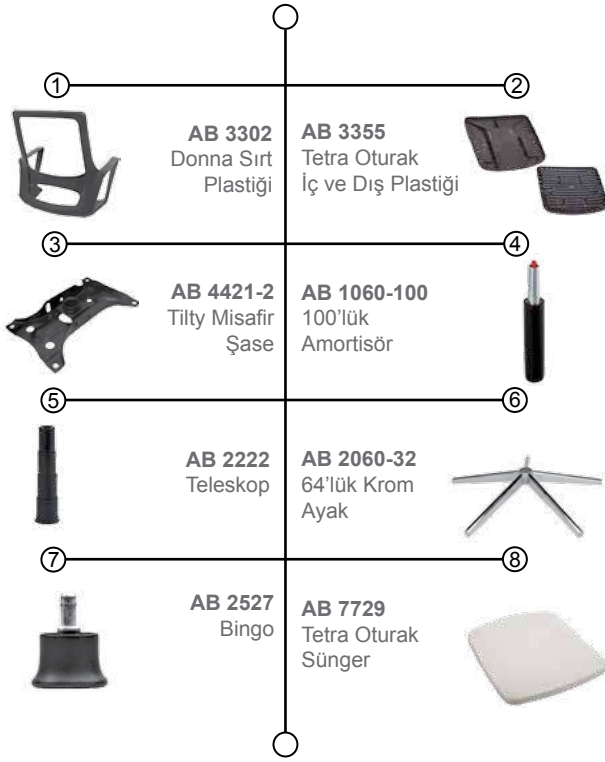 1
AB 3302
Donna Sırt
Plastiği
2
AB 3355
Tetra Oturak
İç ve Dış Plastiği
3
AB 4421-2
Tilty Misafir
Şase
4
AB 1060-100
100'lük
Amortisör
5
AB 2222
Teleskop
6
AB 2060-32
64'lük Krom
Ayak
7
AB 2527
Bingo
8
AB 7729
Tetra Oturak
Sünger